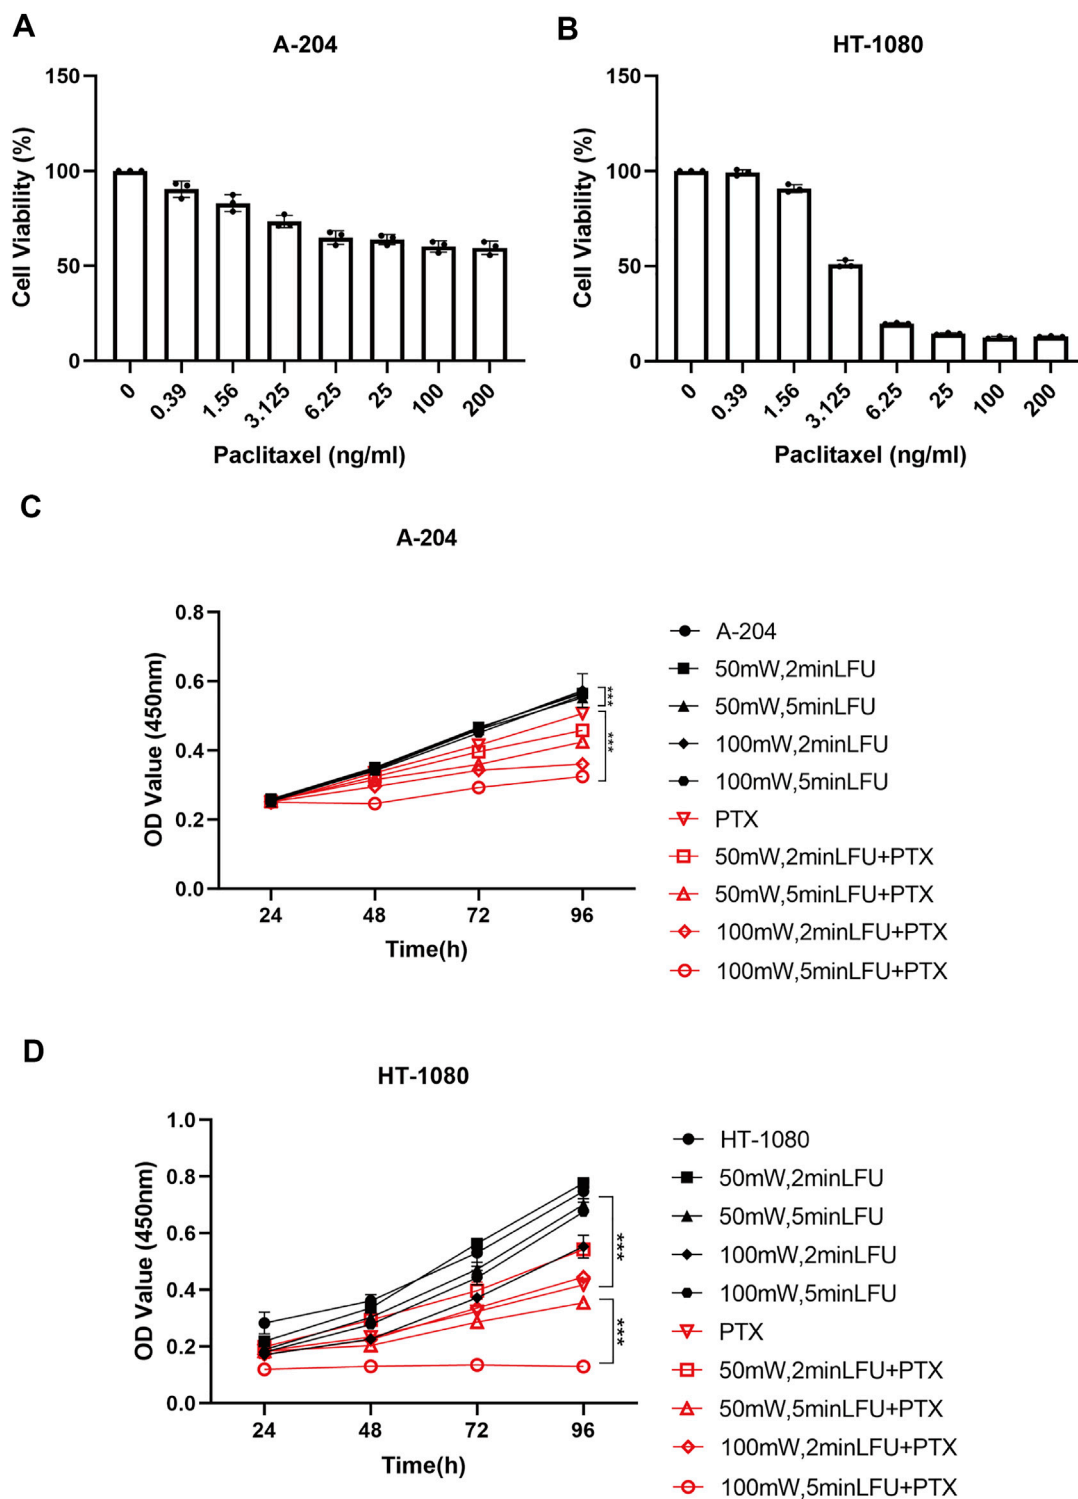 A
A-204
Cell Viability (%)
150
100
50
0
0 0.39 1.56 3.125 6.25 25 100 200
Paclitaxel (ng/ml)
B
HT-1080
Cell Viability (%)
150
100
50
0
0 0.39 1.56 3.125 6.25 25 100 200
Paclitaxel (ng/ml)
C
A-204
OD Value (450nm)
0.8
0.6
0.4
0.2
0.0
24 48 72 96
Time(h)
***
***
A-204
50mW,2minLFU
50mW,5minLFU
100mW,2minLFU
100mW,5minLFU
PTX
50mW,2minLFU+PTX
50mW,5minLFU+PTX
100mW,2minLFU+PTX
100mW,5minLFU+PTX
D
HT-1080
OD Value (450nm)
1.0
0.8
0.6
0.4
0.2
0.0
24 48 72 96
Time(h)
***
***
HT-1080
50mW,2minLFU
50mW,5minLFU
100mW,2minLFU
100mW,5minLFU
PTX
50mW,2minLFU+PTX
50mW,5minLFU+PTX
100mW,2minLFU+PTX
100mW,5minLFU+PTX